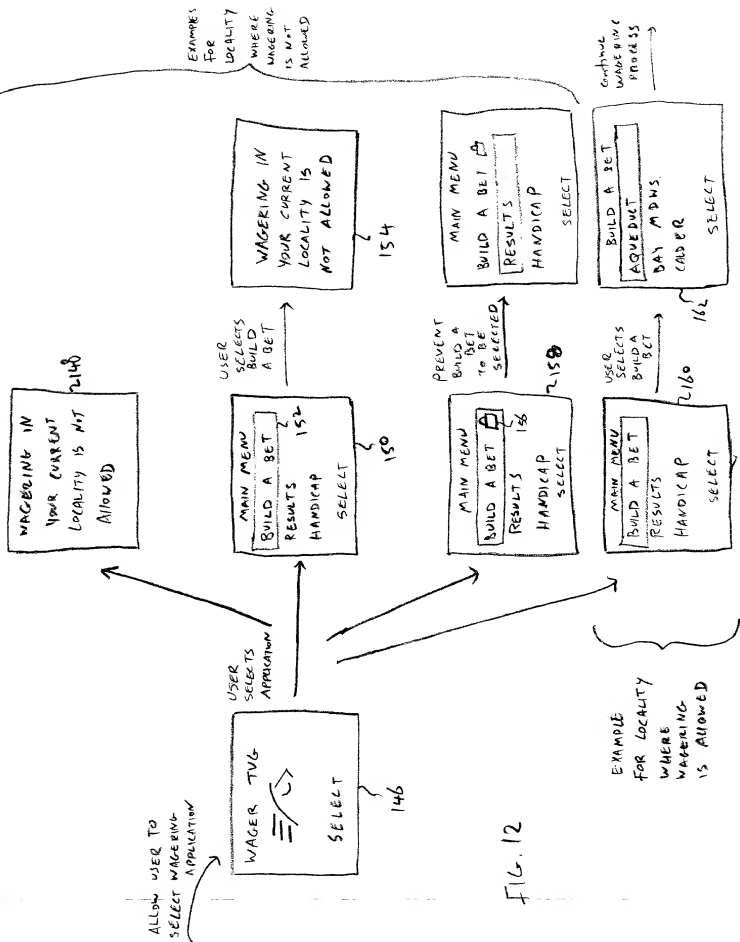 ALLOW USER TO
SELECT WAGERING
APPLICATION
WAGER TVG
SELECT
146
USER
SELECTS
APPLICATION
WAGERING IN
YOUR CURRENT
LOCALITY IS NOT
ALLOWED
148
MAIN MENU
BUILD A BET
RESULTS
HANDICAP
SELECT
152
150
USER
SELECTS
BUILD
A BET
WAGERING IN
YOUR CURRENT
LOCALITY IS
NOT ALLOWED
154
EXAMPLES
FOR
LOCALITY
WHERE
WAGERING
IS NOT
ALLOWED
MAIN MENU
BUILD A BET
RESULTS
HANDICAP
SELECT
156
158
PREVENT
BUILD A
BET
TO BE
SELECTED
MAIN MENU
BUILD A BET
RESULTS
HANDICAP
SELECT
EXAMPLE
FOR LOCALITY
WHERE
WAGERING
IS ALLOWED
MAIN MENU
BUILD A BET
RESULTS
HANDICAP
SELECT
160
USER
SELECTS
BUILD A
BET
BUILD A BET
AQUEDUCT
BAY MDWS.
CALDER
SELECT
162
CONTINUE
WAGERING
PROCESS
FIG. 12